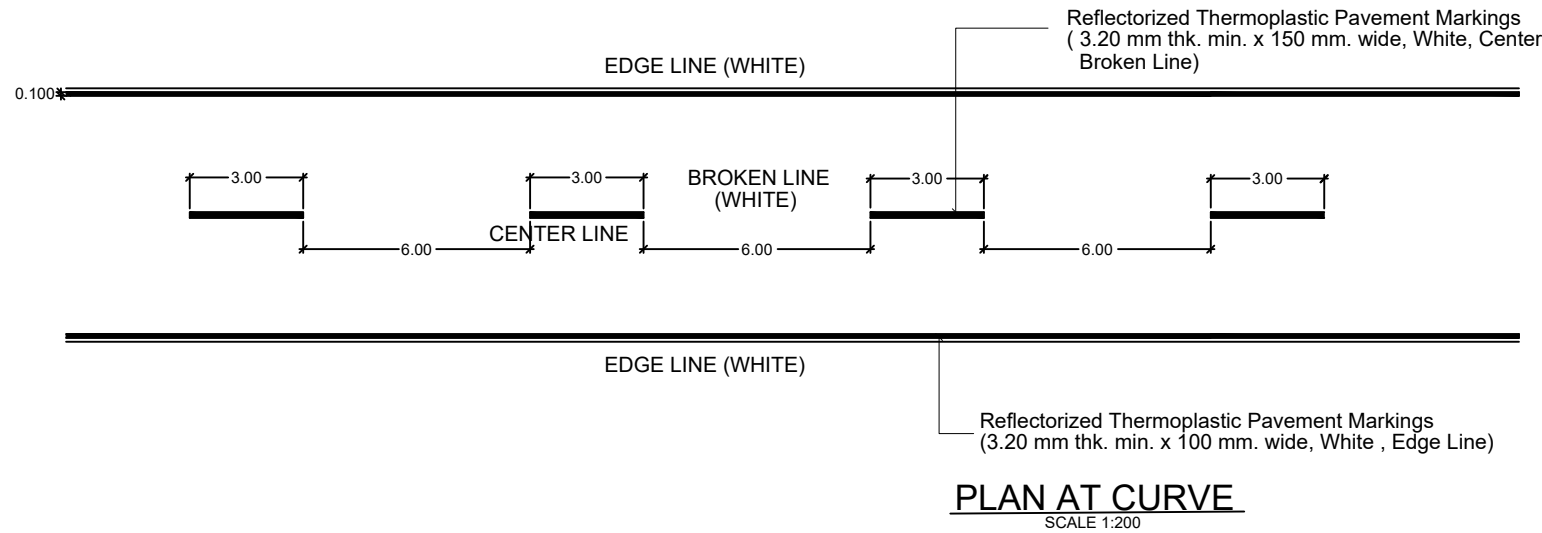 Reflectorized Thermoplastic Pavement Markings
( 3.20 mm thk. min. x 150 mm. wide, White, Center
Broken Line)
EDGE LINE (WHITE)
0.100
3.00
3.00
BROKEN LINE
(WHITE)
3.00
3.00
CENTER LINE
6.00
6.00
6.00
EDGE LINE (WHITE)
Reflectorized Thermoplastic Pavement Markings
(3.20 mm thk. min. x 100 mm. wide, White , Edge Line)
PLAN AT CURVE
SCALE 1:200